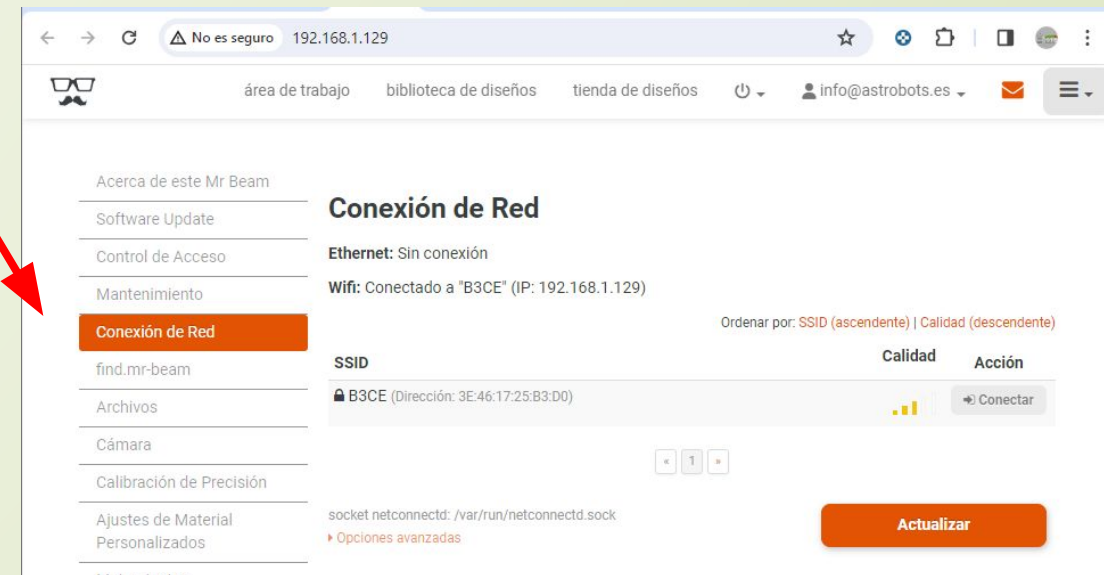 No es seguro 192.168.1.129
área de trabajo biblioteca de diseños tienda de diseños info@astrobots.es
Acerca de este Mr Beam
Software Update
Control de Acceso
Mantenimiento
Conexión de Red
find.mr-beam
Archivos
Cámara
Calibración de Precisión
Ajustes de Material
Personalizados
Conexión de Red
Ethernet: Sin conexión
Wifi: Conectado a "B3CE" (IP: 192.168.1.129)
Ordenar por: SSID (ascendente) | Calidad (descendente)
SSID Calidad Acción
B3CE (Dirección: 3E:46:17:25:B3:D0) Conectar
« 1 »
socket netconnectd: /var/run/netconnectd.sock
Opciones avanzadas
Actualizar